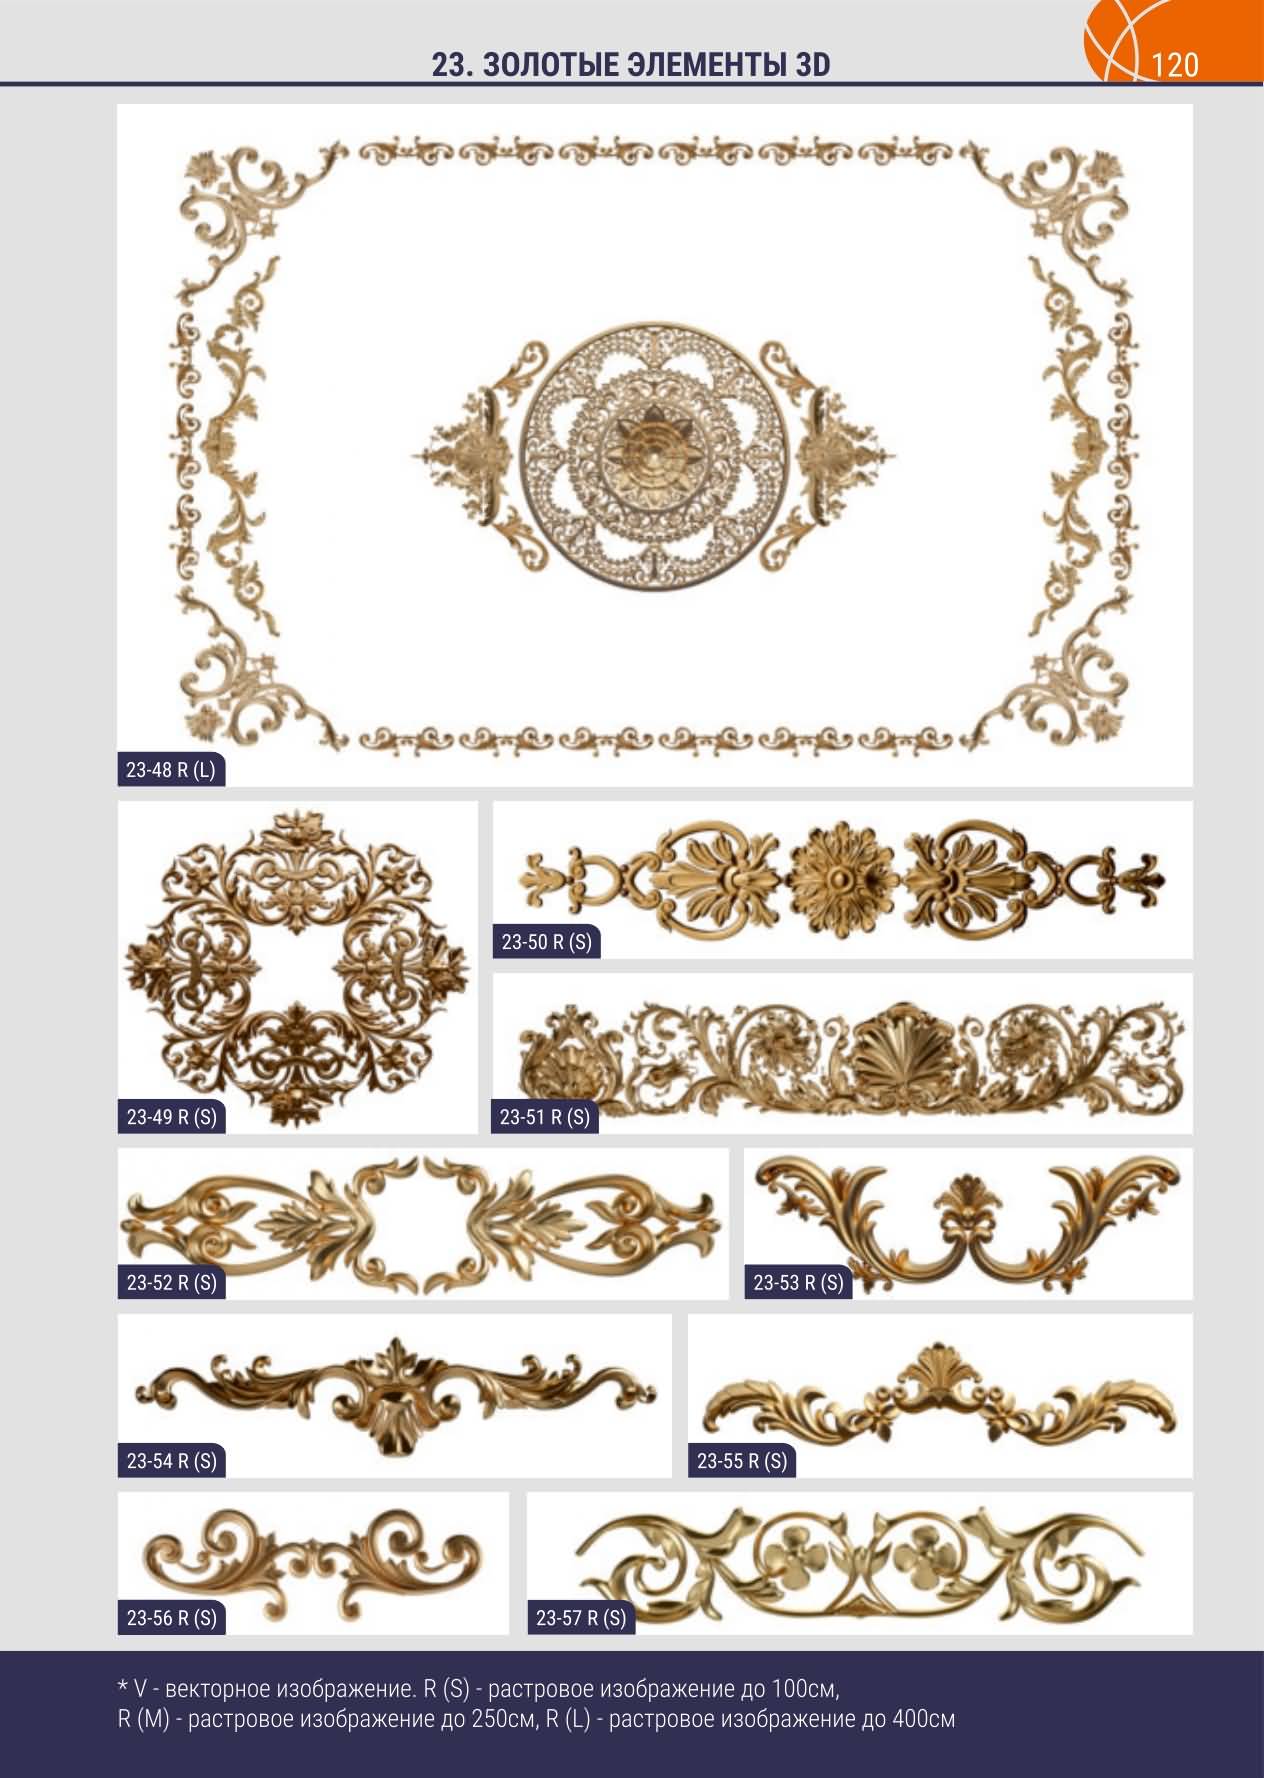 23. ЗОЛОТЫЕ ЭЛЕМЕНТЫ 3D
120
23-48 R (L)
23-49 R (S)
23-50 R (S)
23-51 R (S)
23-52 R (S)
23-53 R (S)
23-54 R (S)
23-55 R (S)
23-56 R (S)
23-57 R (S)
* V - векторное изображение. R (S) - растровое изображение до 100см,
R (M) - растровое изображение до 250см, R (L) - растровое изображение до 400см